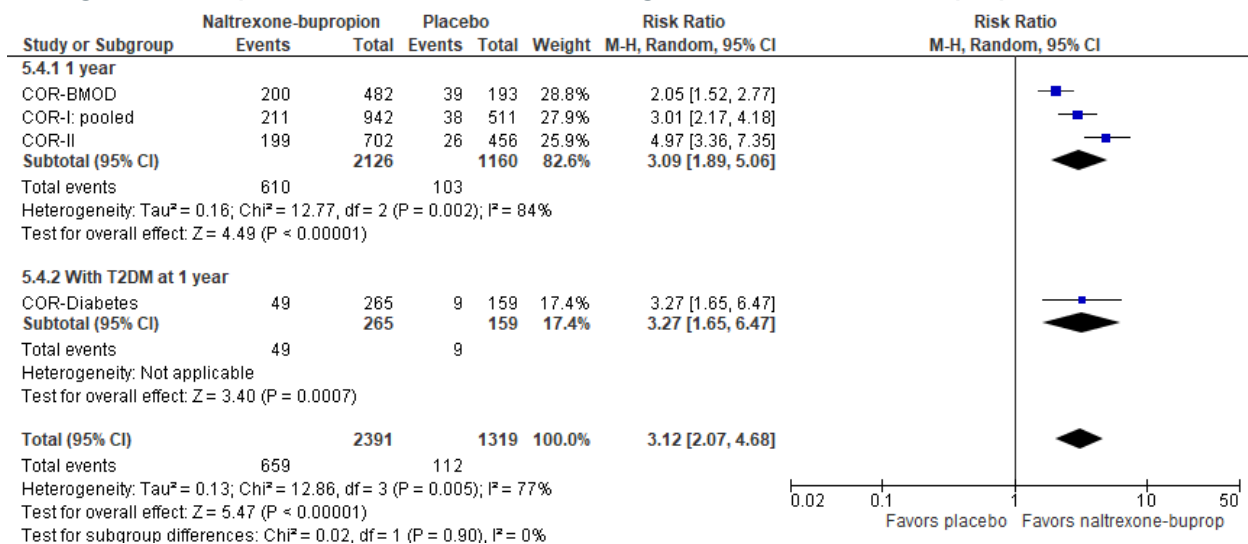 Naltrexone-bupropion Placebo Risk Ratio Risk Ratio
Study or Subgroup Events Total Events Total Weight M-H, Random, 95% CI M-H, Random, 95% CI
5.4.1 1 year
COR-BMOD 200 482 39 193 28.8% 2.05 [1.52, 2.77]
COR-I: pooled 211 942 38 511 27.9% 3.01 [2.17, 4.18]
COR-II 199 702 26 456 25.9% 4.97 [3.36, 7.35]
Subtotal (95% CI) 2126 1160 82.6% 3.09 [1.89, 5.06]
Total events 610 103
Heterogeneity: Tau² = 0.16; Chi² = 12.77, df = 2 (P = 0.002); I² = 84%
Test for overall effect: Z = 4.49 (P < 0.00001)
5.4.2 With T2DM at 1 year
COR-Diabetes 49 265 9 159 17.4% 3.27 [1.65, 6.47]
Subtotal (95% CI) 265 159 17.4% 3.27 [1.65, 6.47]
Total events 49 9
Heterogeneity: Not applicable
Test for overall effect: Z = 3.40 (P = 0.0007)
Total (95% CI) 2391 1319 100.0% 3.12 [2.07, 4.68]
Total events 659 112
Heterogeneity: Tau² = 0.13; Chi² = 12.86, df = 3 (P = 0.005); I² = 77%
Test for overall effect: Z = 5.47 (P < 0.00001)
Test for subgroup differences: Chi² = 0.02, df = 1 (P = 0.90), I² = 0%
0.02 0.1 1 10 50
Favors placebo Favors naltrexone-buprop